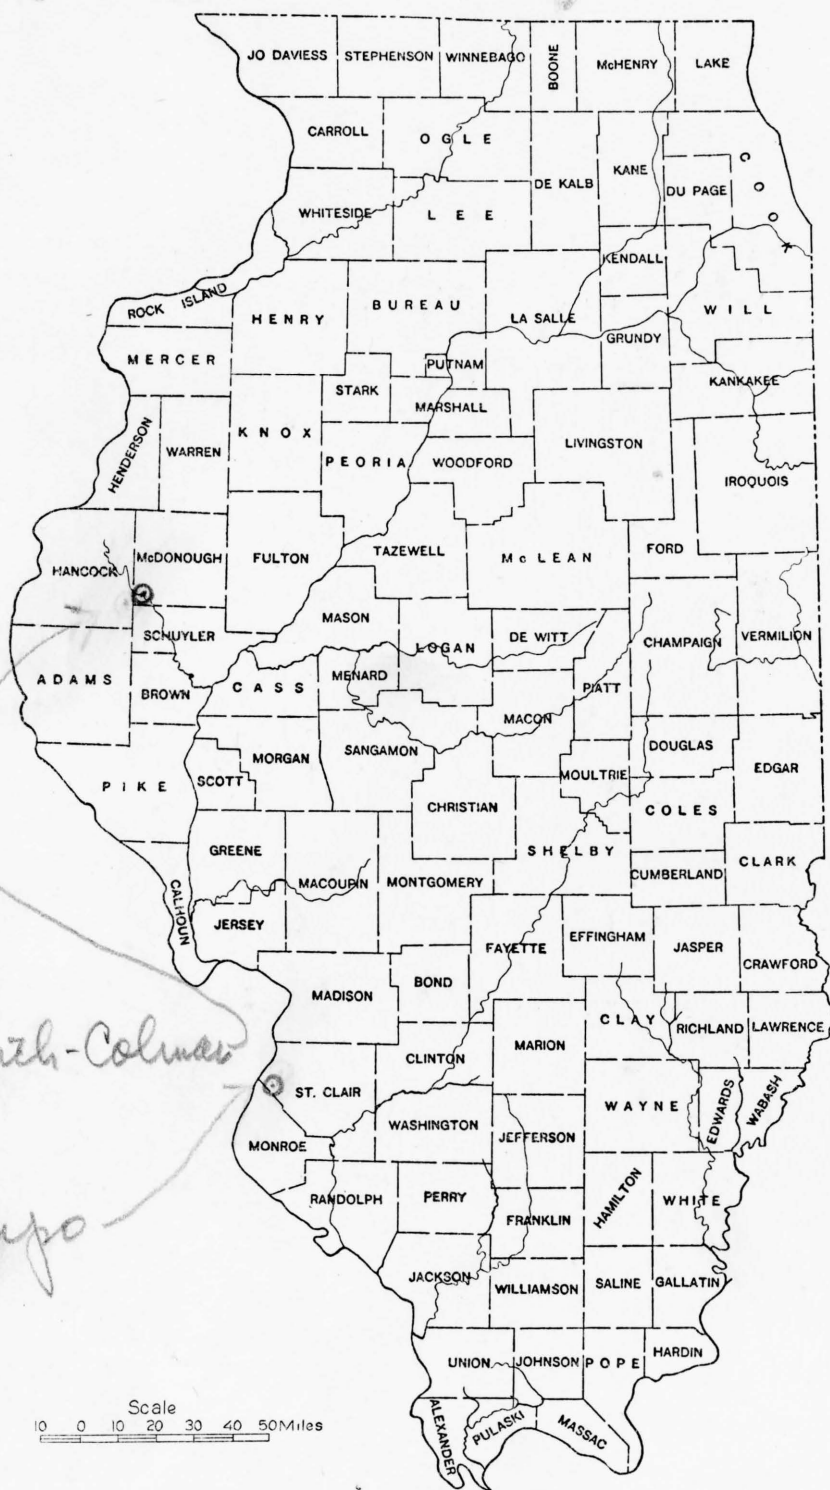 JO DAVIESS STEPHENSON WINNEBAGO BOONE McHENRY LAKE
CARROLL OGLE DE KALB KANE DU PAGE COOK
WHITESIDE LEE KENDALL
ROCK ISLAND HENRY BUREAU LA SALLE GRUNDY WILL
MERCER STARK PUTNAM KANKAKEE
MARSHALL
HENDERSON WARREN KNOX PEORIA WOODFORD LIVINGSTON IROQUOIS
HANCOCK McDONOUGH FULTON TAZEWELL McLEAN FORD
SCHUYLER MASON LOGAN DE WITT CHAMPAIGN VERMILION
ADAMS BROWN CASS MENARD PIATT
MACON
PIKE SCOTT MORGAN SANGAMON MOULTRIE DOUGLAS EDGAR
CHRISTIAN COLES
GREENE SHELBY CLARK
CALHOUN MACOUPIN MONTGOMERY CUMBERLAND
JERSEY
FAYETTE EFFINGHAM JASPER CRAWFORD
MADISON BOND
CLAY RICHLAND LAWRENCE
-Colmar
CLINTON MARION
ST. CLAIR WAYNE EDWARDS WABASH
MONROE WASHINGTON JEFFERSON
RANDOLPH PERRY HAMILTON WHITE
FRANKLIN
JACKSON WILLIAMSON SALINE GALLATIN
UNION JOHNSON POPE HARDIN
ALEXANDER PULASKI MASSAC
Scale
10 0 10 20 30 40 50 Miles